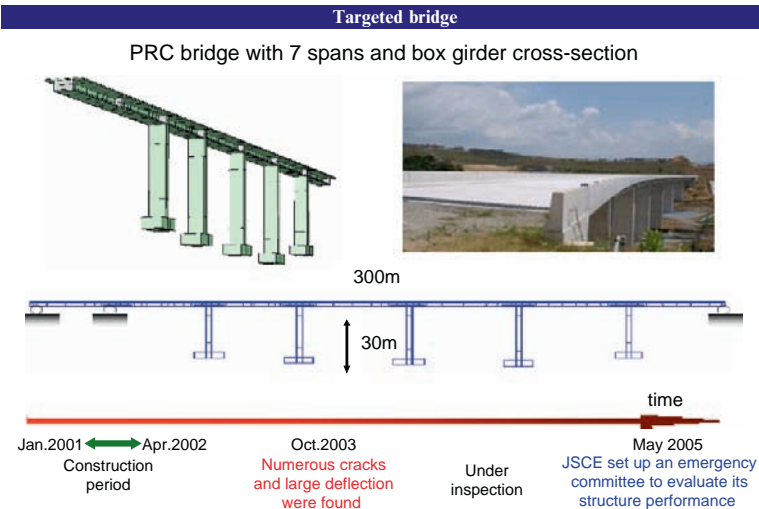 Targeted bridge
PRC bridge with 7 spans and box girder cross-section
300m
30m
time
Jan.2001
Apr.2002
Construction
period
Oct.2003
Numerous cracks
and large deflection
were found
Under
inspection
May 2005
JSCE set up an emergency
committee to evaluate its
structure performance